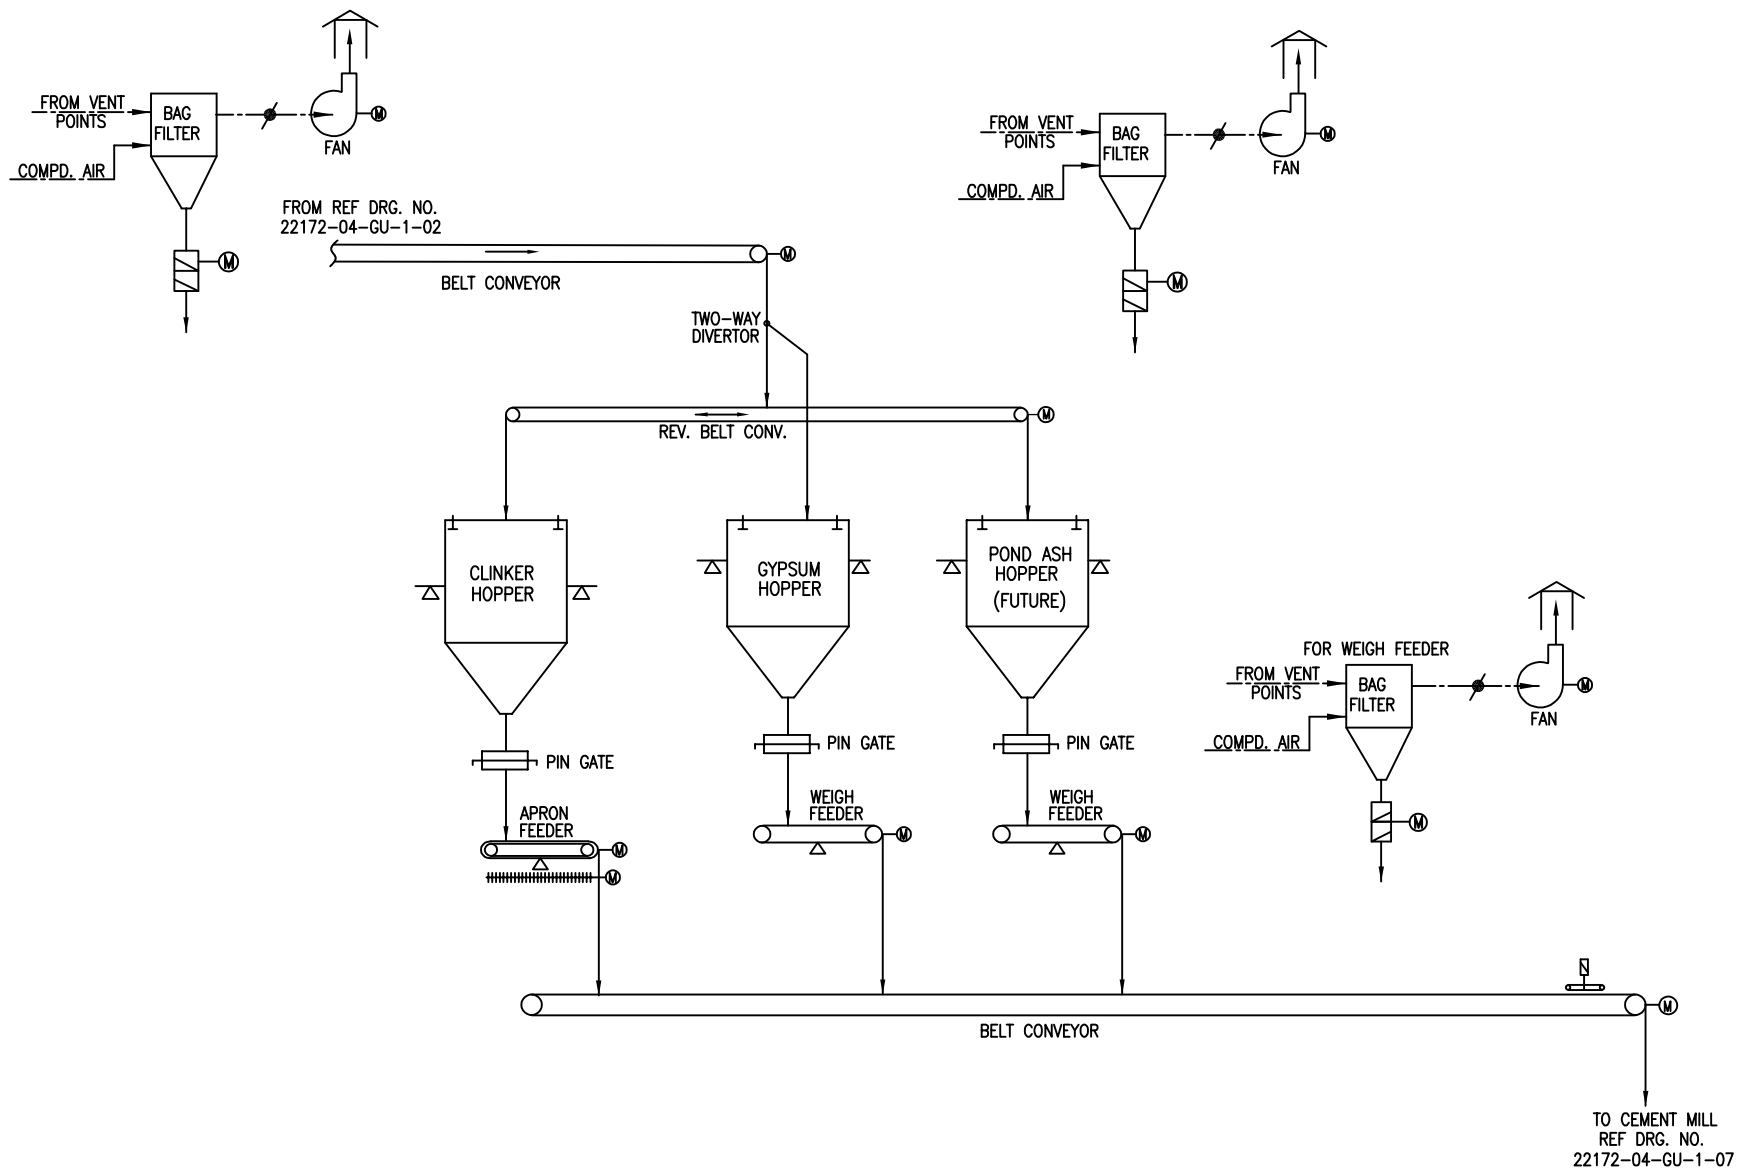 FROM VENT
POINTS
BAG
FILTER
COMPD. AIR
M
FAN
M
FROM VENT
POINTS
BAG
FILTER
COMPD. AIR
M
FAN
M
FROM REF DRG. NO.
22172-04-GU-1-02
M
BELT CONVEYOR
TWO-WAY
DIVERTOR
M
REV. BELT CONV.
CLINKER
HOPPER
GYPSUM
HOPPER
POND ASH
HOPPER
(FUTURE)
PIN GATE
PIN GATE
PIN GATE
APRON
FEEDER
M
M
WEIGH
FEEDER
M
WEIGH
FEEDER
M
FOR WEIGH FEEDER
FROM VENT
POINTS
BAG
FILTER
COMPD. AIR
M
FAN
M
M
BELT CONVEYOR
TO CEMENT MILL
REF DRG. NO.
22172-04-GU-1-07